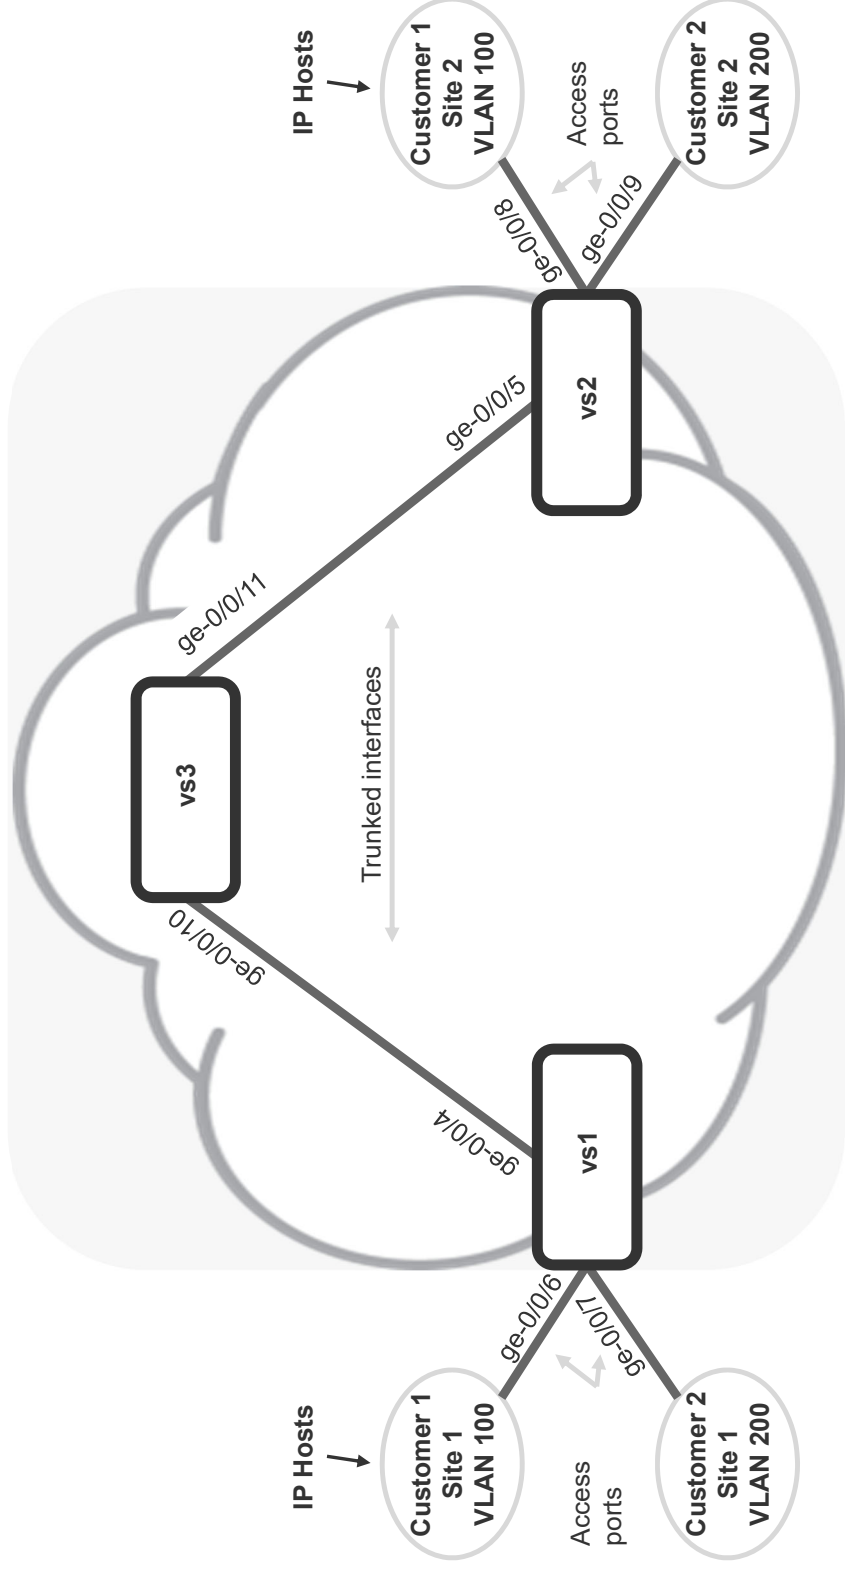 IP Hosts
Customer 1
Site 1
VLAN 100
Access
ports
Customer 2
Site 1
VLAN 200
ge-0/0/6
ge-0/0/7
vs1
ge-0/0/4
ge-0/0/10
vs3
ge-0/0/11
Trunked interfaces
ge-0/0/5
vs2
ge-0/0/8
ge-0/0/9
IP Hosts
Customer 1
Site 2
VLAN 100
Access
ports
Customer 2
Site 2
VLAN 200